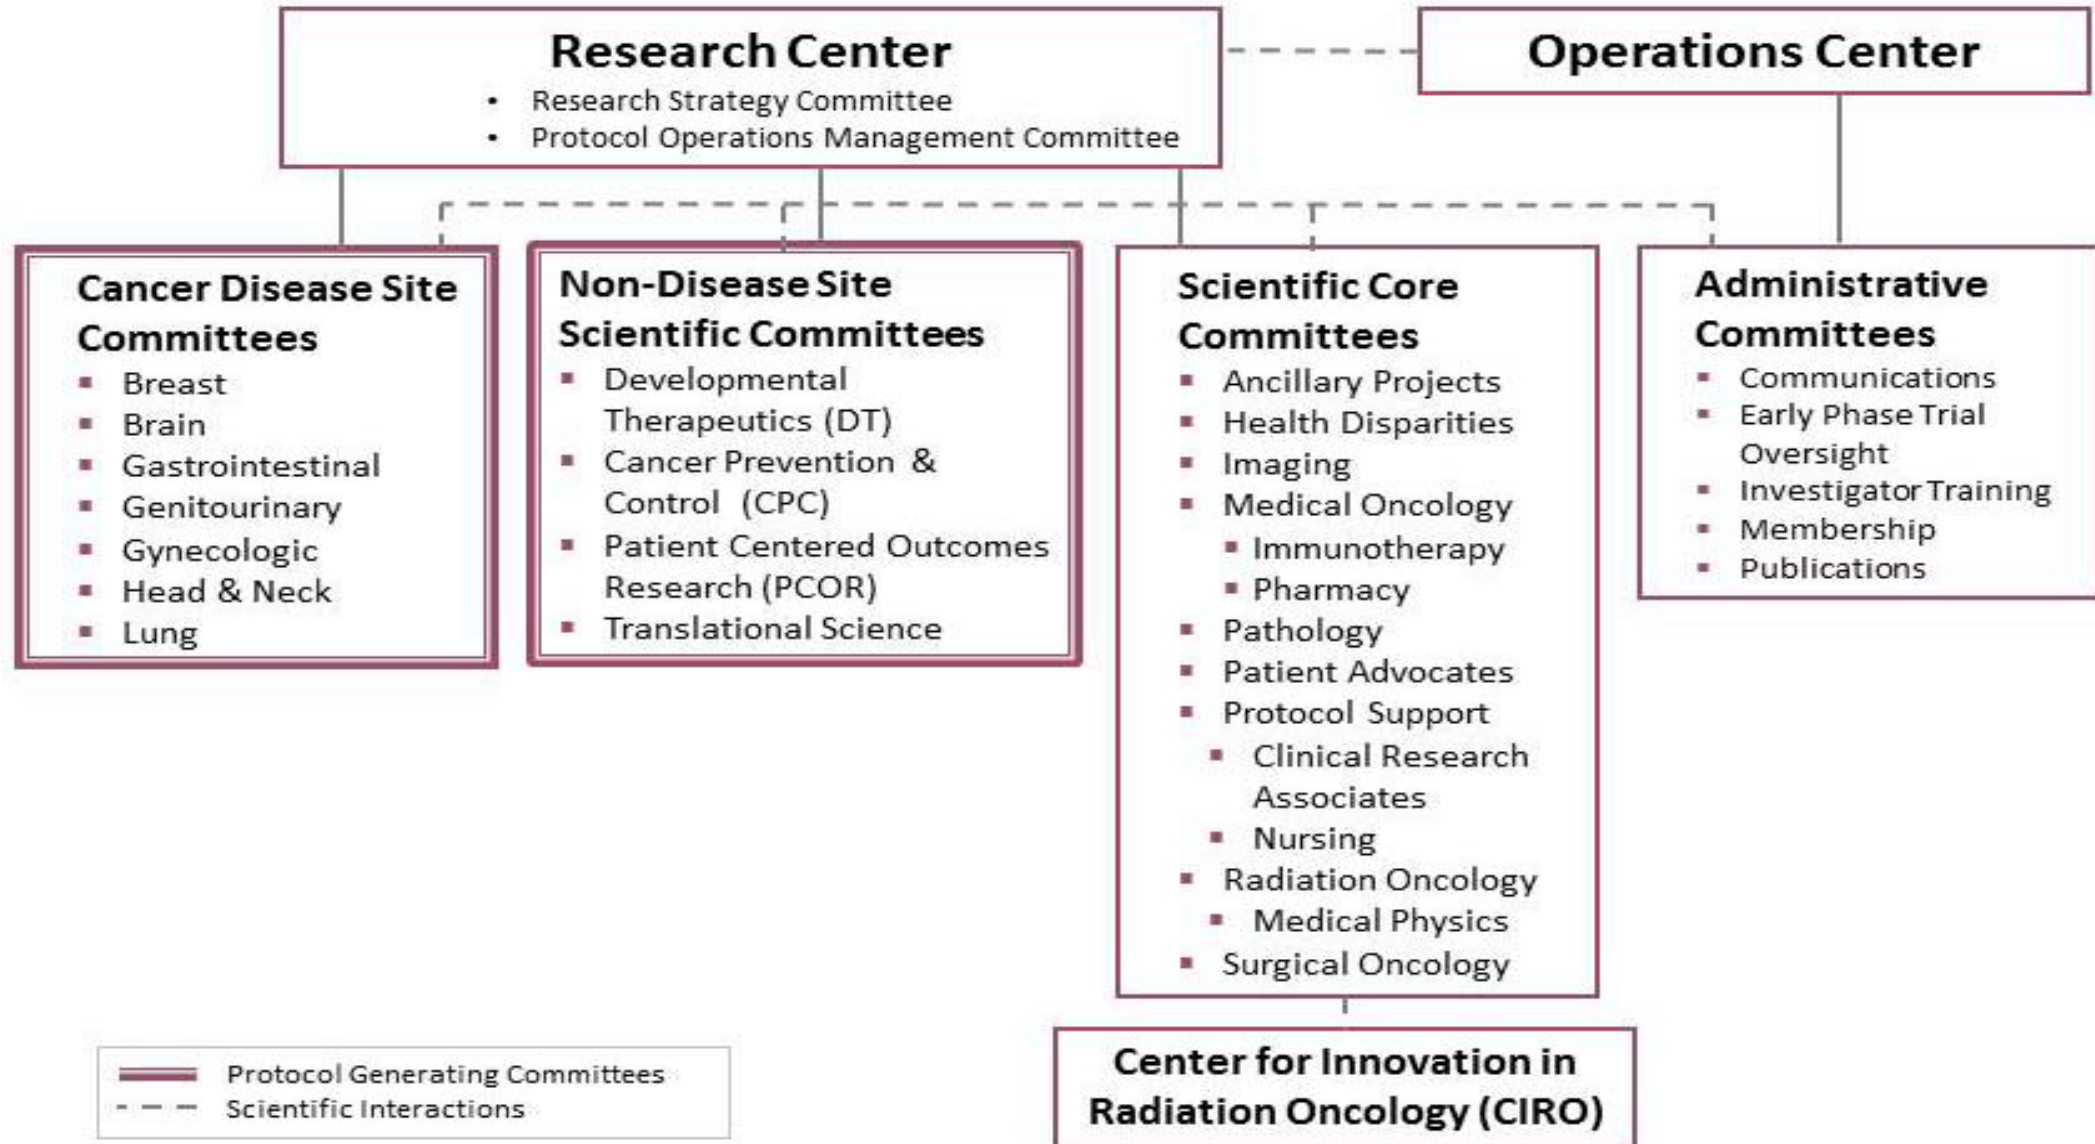 Research Center
• Research Strategy Committee
• Protocol Operations Management Committee
Operations Center
Cancer Disease Site
Committees
▪ Breast
▪ Brain
▪ Gastrointestinal
▪ Genitourinary
▪ Gynecologic
▪ Head & Neck
▪ Lung
Non-Disease Site
Scientific Committees
▪ Developmental
Therapeutics (DT)
▪ Cancer Prevention &
Control (CPC)
▪ Patient Centered Outcomes
Research (PCOR)
▪ Translational Science
Scientific Core
Committees
▪ Ancillary Projects
▪ Health Disparities
▪ Imaging
▪ Medical Oncology
▪ Immunotherapy
▪ Pharmacy
▪ Pathology
▪ Patient Advocates
▪ Protocol Support
▪ Clinical Research
Associates
▪ Nursing
▪ Radiation Oncology
▪ Medical Physics
▪ Surgical Oncology
Administrative
Committees
▪ Communications
▪ Early Phase Trial
Oversight
▪ Investigator Training
▪ Membership
▪ Publications
Center for Innovation in
Radiation Oncology (CIRO)
Protocol Generating Committees
Scientific Interactions